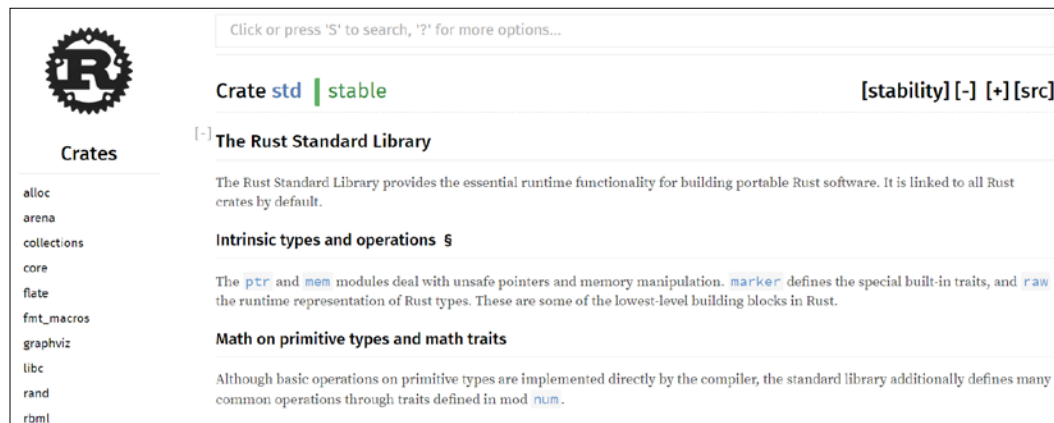 Click or press 'S' to search, '?' for more options...
R
Crate std stable [stability] [-] [+] [src]
Crates
alloc
arena
collections
core
flate
fmt_macros
graphviz
libc
rand
rbml
[-] The Rust Standard Library
The Rust Standard Library provides the essential runtime functionality for building portable Rust software. It is linked to all Rust
crates by default.
Intrinsic types and operations §
The ptr and mem modules deal with unsafe pointers and memory manipulation. marker defines the special built-in traits, and raw
the runtime representation of Rust types. These are some of the lowest-level building blocks in Rust.
Math on primitive types and math traits
Although basic operations on primitive types are implemented directly by the compiler, the standard library additionally defines many
common operations through traits defined in mod num.